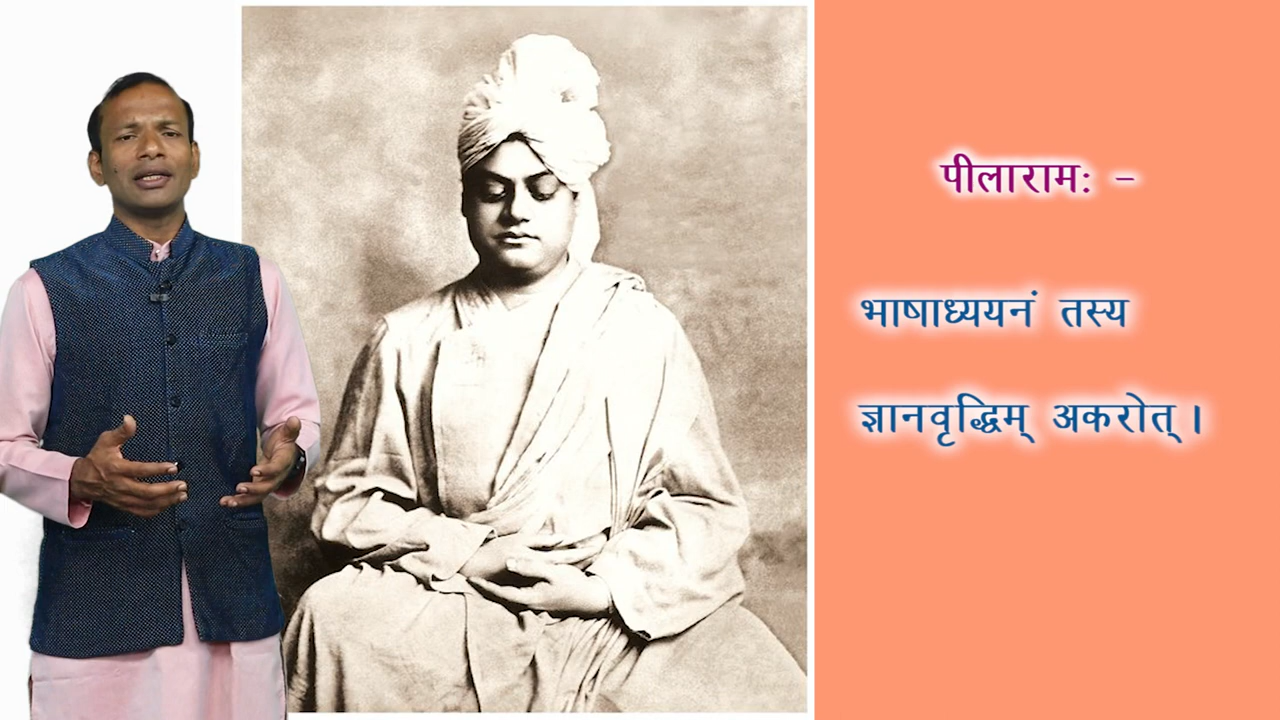 पीलारामः –
भाषाध्ययनं तस्य
ज्ञानवृद्धिम् अकरोत् ।